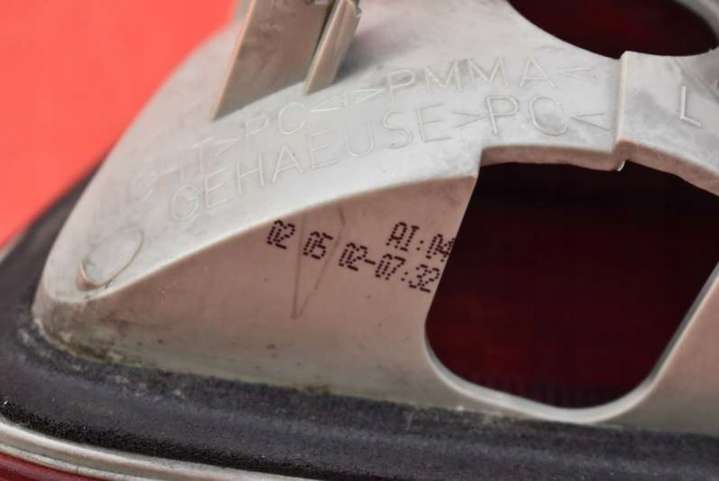 >PC</>PMMA<
GEHAEUSE>PC<
L
AI:04
02 05 02-07:32